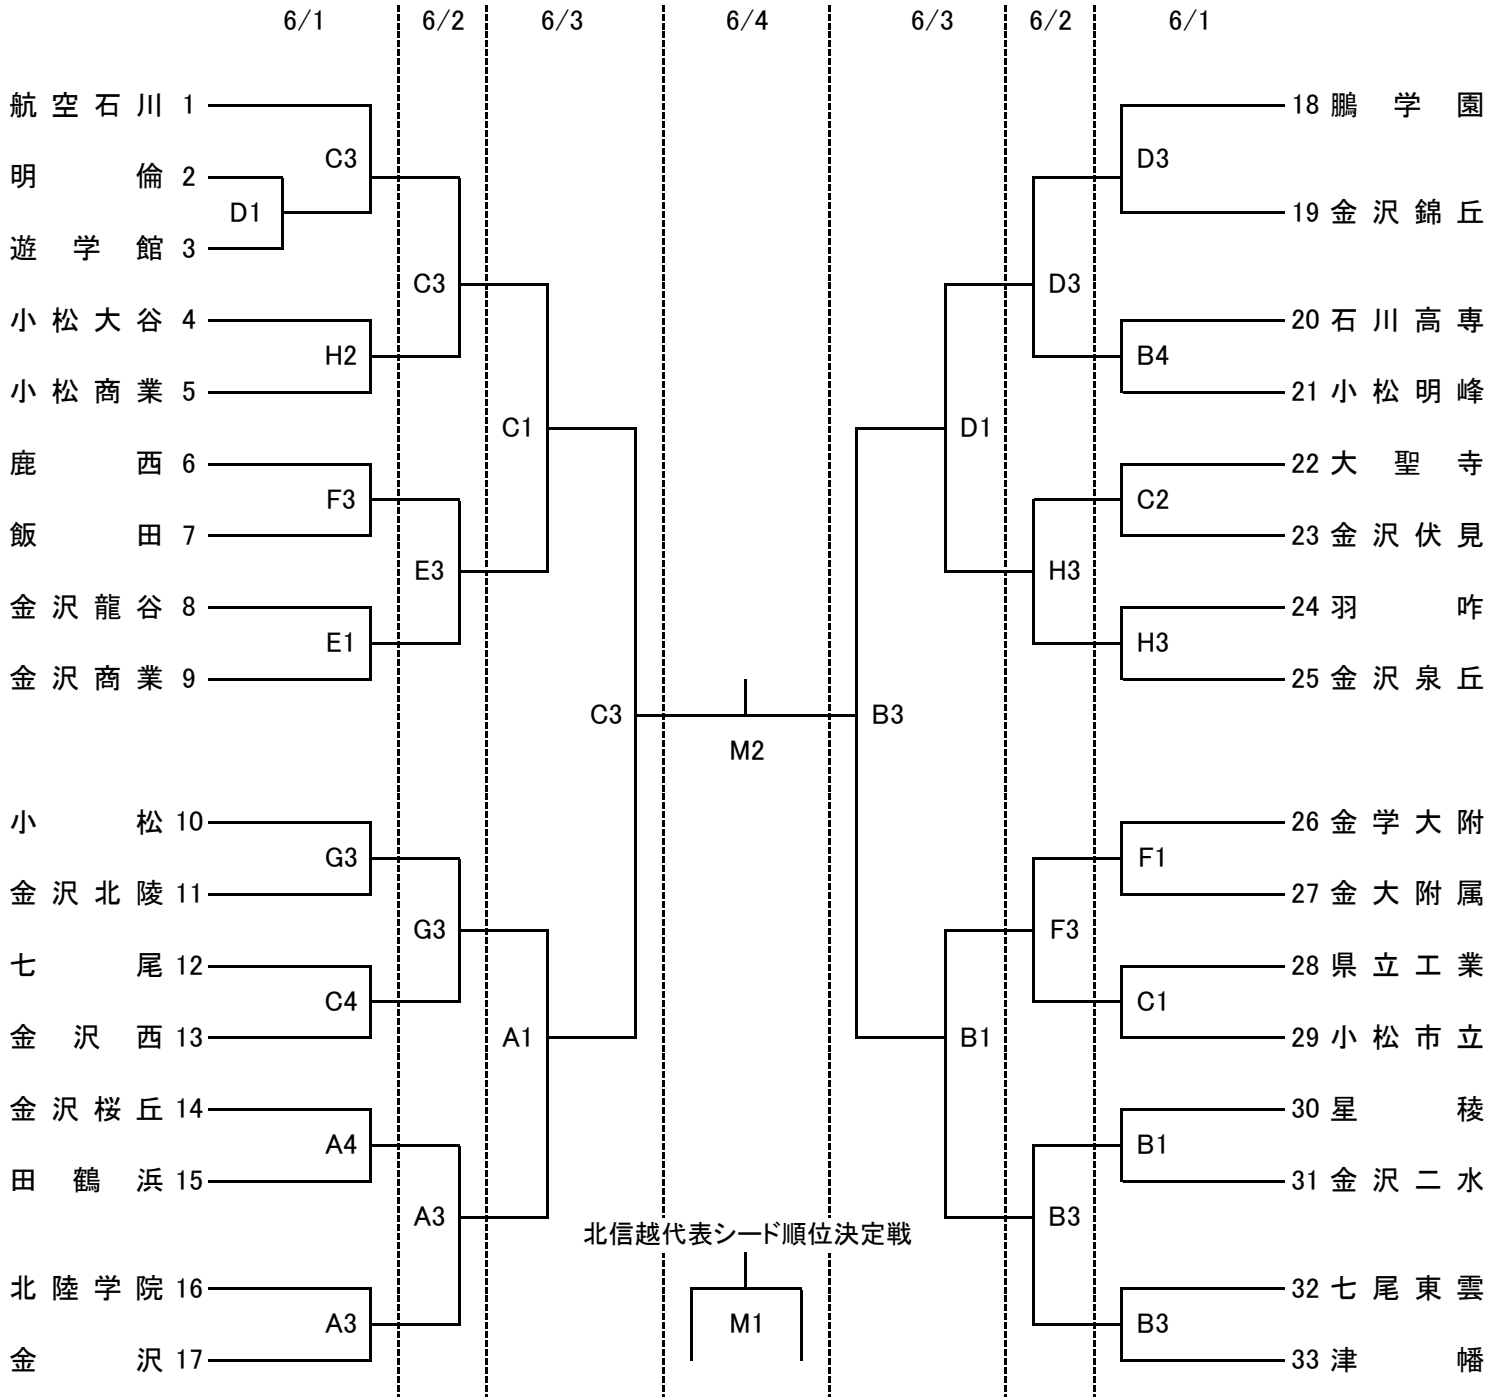 6/1 6/2 6/3 6/4 6/3 6/2 6/1
航空石川 1
C3
明倫 2
D1
遊学館 3
C3
小松大谷 4
H2
小松商業 5
C1
鹿西 6
F3
飯田 7
E3
金沢龍谷 8
E1
金沢商業 9
C3
小松 10
G3
金沢北陵 11
G3
七尾 12
C4
金沢西 13
A1
金沢桜丘 14
A4
田鶴浜 15
A3
北陸学院 16
A3
金沢 17
M2
北信越代表シード順位決定戦
M1
18 鵬学園
D3
19 金沢錦丘
D3
20 石川高専
B4
21 小松明峰
D1
22 大聖寺
C2
23 金沢伏見
H3
24 羽咋
H3
25 金沢泉丘
B3
26 金学大附
F1
27 金大附属
F3
28 県立工業
C1
29 小松市立
B1
30 星稜
B1
31 金沢二水
B3
32 七尾東雲
B3
33 津幡